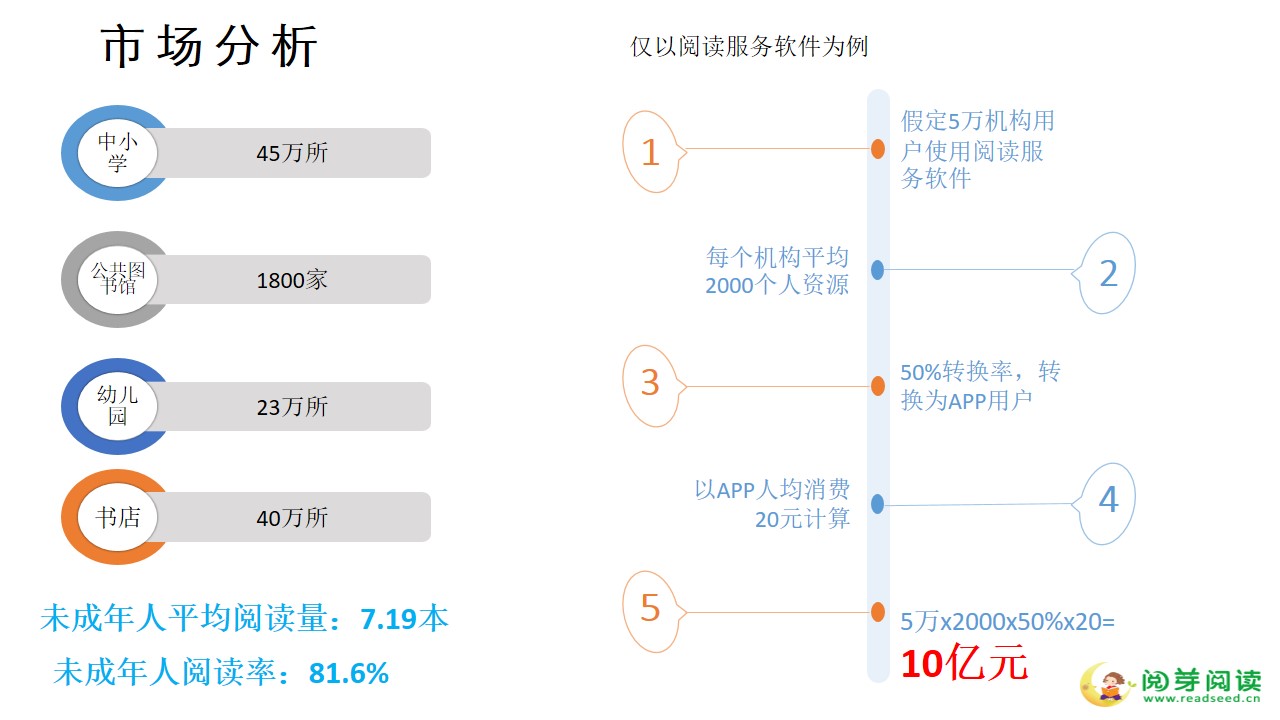 市场分析
中小
学
45万所
公共图
书馆
1800家
幼儿
园
23万所
书店
40万所
未成年人平均阅读量：7.19本
未成年人阅读率：81.6%
仅以阅读服务软件为例
1
假定5万机构用
户使用阅读服
务软件
每个机构平均
2000个人资源
2
3
50%转换率，转
换为APP用户
以APP人均消费
20元计算
4
5
5万x2000x50%x20=
10亿元
阅芽阅读
www.readseed.cn